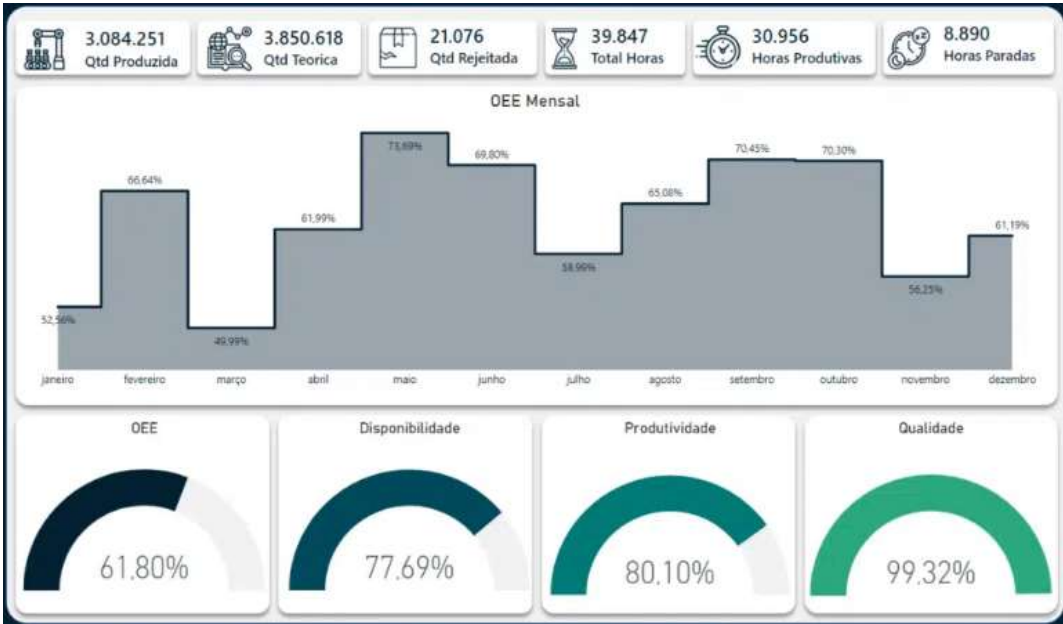 3.084.251
Qtd Produzida
3.850.618
Qtd Teorica
21.076
Qtd Rejeitada
39.847
Total Horas
30.956
Horas Produtivas
8.890
Horas Paradas
OEE Mensal
73,69%
69,80%
70,45%
70,30%
66,64%
65,08%
61,99%
61,19%
58,99%
56,25%
52,56%
49,99%
janeiro fevereiro março abril maio junho julho agosto setembro outubro novembro dezembro
OEE
Disponibilidade
Produtividade
Qualidade
61,80%
77,69%
80,10%
99,32%